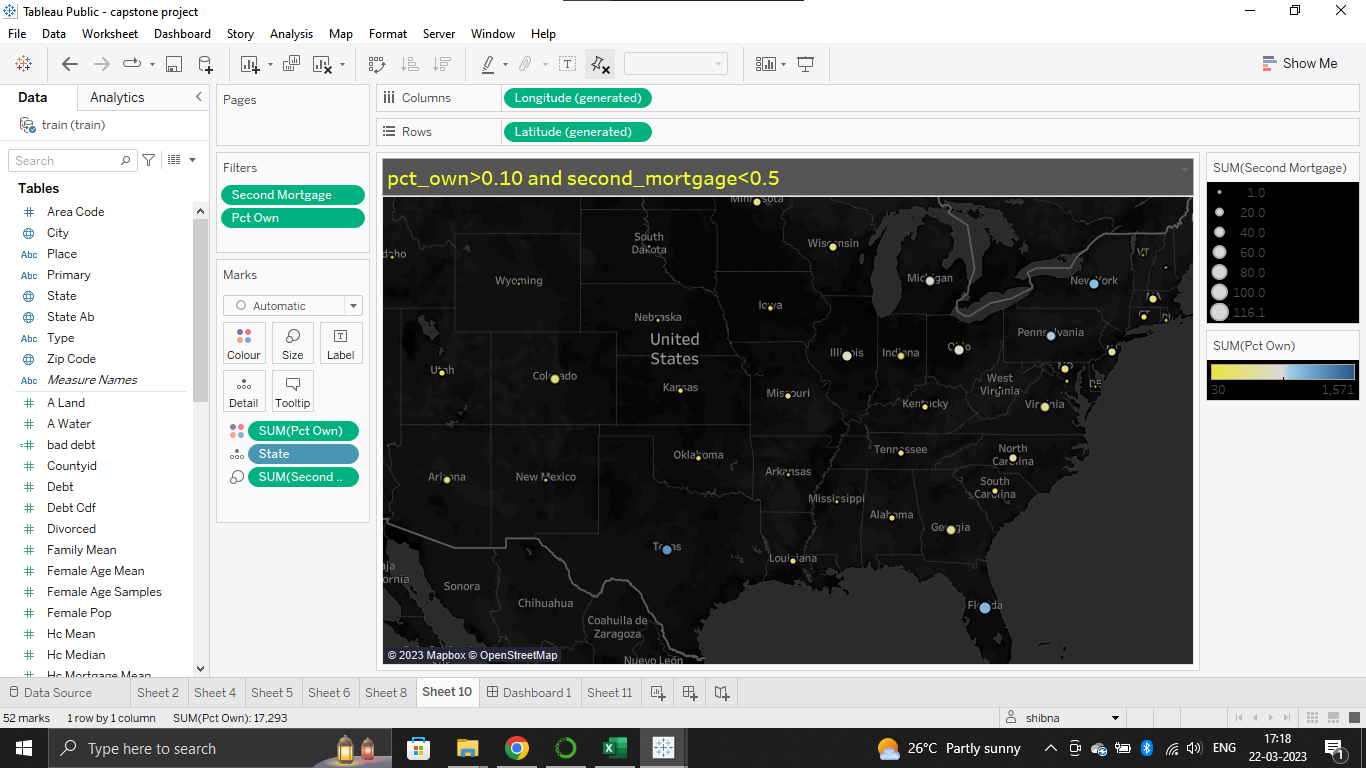 Tableau Public - capstone project
File Data Worksheet Dashboard Story Analysis Map Format Server Window Help
Show Me
Data Analytics
train (train)
Search
Tables
Area Code
City
Abc Place
Abc Primary
State
State Ab
Abc Type
Zip Code
Abc Measure Names
A Land
A Water
bad debt
Countyid
Debt
Debt Cdf
Divorced
Family Mean
Female Age Mean
Female Age Samples
Female Pop
Hc Mean
Hc Median
Hc Mortgage Mean
Pages
Filters
Second Mortgage
Pct Own
Marks
Automatic
Colour Size Label
Detail Tooltip
SUM(Pct Own)
State
SUM(Second ..
Columns Longitude (generated)
Rows Latitude (generated)
pct_own>0.10 and second_mortgage<0.5
Minnesota
South Dakota
Wisconsin
VT
Idaho
Wyoming
Michigan
New York
Iowa
MA
Nebraska
CT RI
United States
Pennsylvania
Illinois
Indiana
Ohio
Utah
Colorado
Kansas
Missouri
West Virginia
DE
Kentucky
Virginia
Oklahoma
Tennessee
North Carolina
Arizona
New Mexico
Arkansas
South Carolina
Mississippi
Alabama
Georgia
Texas
Louisiana
Sonora
Florida
Chihuahua
Coahuila de Zaragoza
Nuevo León
© 2023 Mapbox © OpenStreetMap
SUM(Second Mortgage)
1.0
20.0
40.0
60.0
80.0
100.0
116.1
SUM(Pct Own)
30 1,571
Data Source Sheet 2 Sheet 4 Sheet 5 Sheet 6 Sheet 8 Sheet 10 Dashboard 1 Sheet 11
52 marks 1 row by 1 column SUM(Pct Own): 17,293
shibna
Type here to search
26°C Partly sunny
ENG
17:18
22-03-2023
1